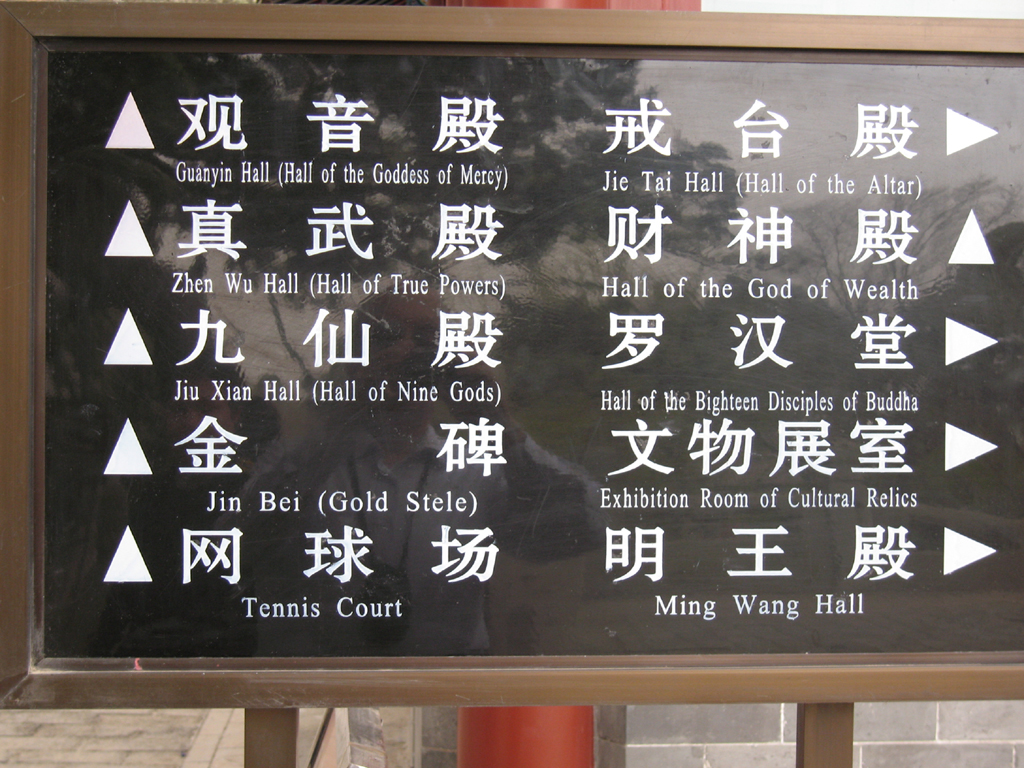 观音殿
Guanyin Hall (Hall of the Goddess of Mercy)
真武殿
Zhen Wu Hall (Hall of True Powers)
九仙殿
Jiu Xian Hall (Hall of Nine Gods)
金碑
Jin Bei (Gold Stele)
网球场
Tennis Court
戒台殿
Jie Tai Hall (Hall of the Altar)
财神殿
Hall of the God of Wealth
罗汉堂
Hall of the Bighteen Disciples of Buddha
文物展室
Exhibition Room of Cultural Relics
明王殿
Ming Wang Hall